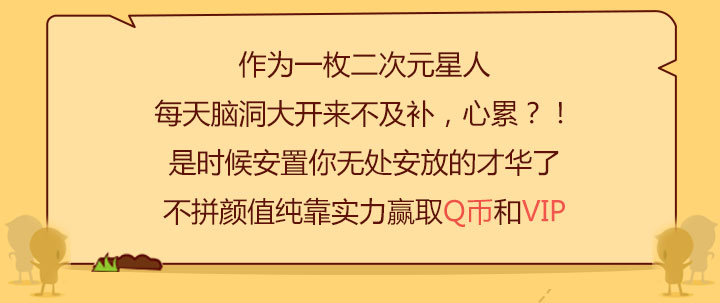 作为一枚二次元星人
每天脑洞大开来不及补，心累？！
是时候安置你无处安放的才华了
不拼颜值纯靠实力赢取Q币和VIP